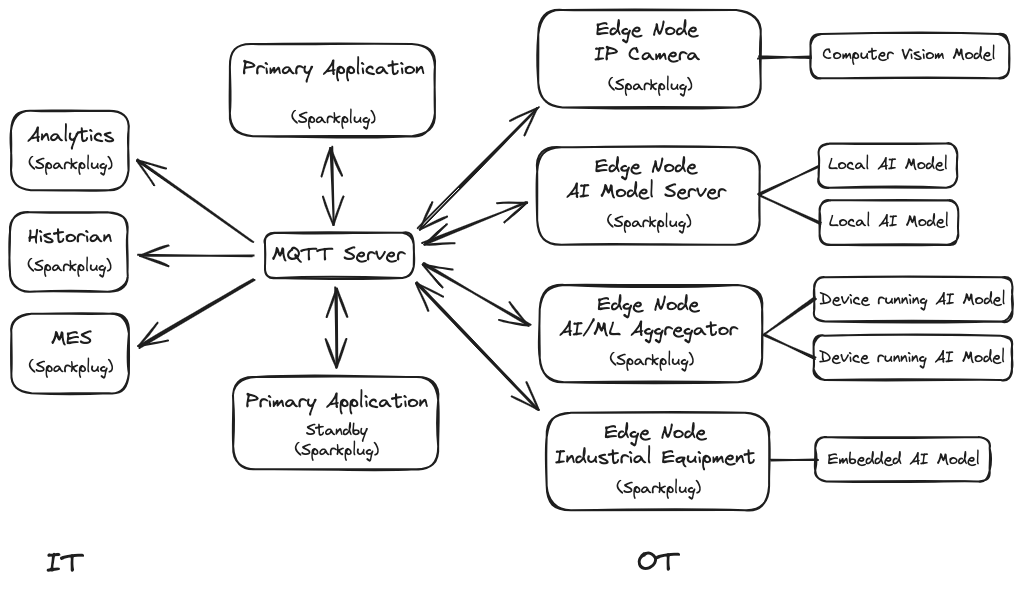 Primary Application
(Sparkplug)
Analytics
(Sparkplug)
Historian
(Sparkplug)
MES
(Sparkplug)
MQTT Server
Primary Application
Standby
(Sparkplug)
Edge Node
IP Camera
(Sparkplug)
Computer Visiom Model
Edge Node
AI Model Server
(Sparkplug)
Local AI Model
Local AI Model
Edge Node
AI/ML Aggregator
(Sparkplug)
Device running AI Model
Device running AI Model
Edge Node
Industrial Equipment
(Sparkplug)
Embedded AI Model
IT
OT